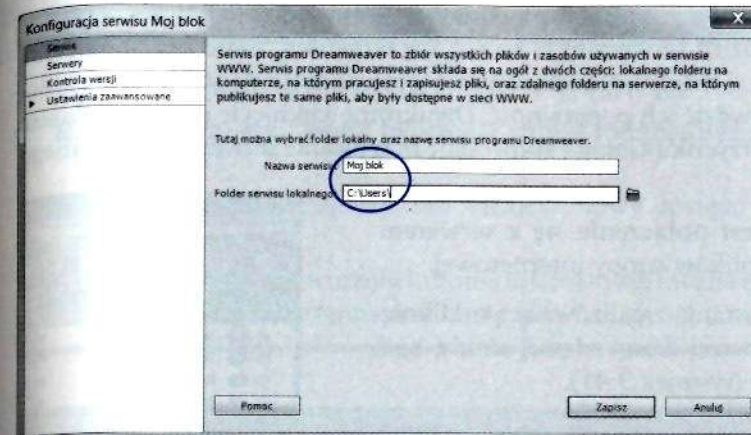 Konfiguracja serwisu Moj blok
X
Serwis
Serwery
Kontrola wersji
Ustawienia zaawansowane
Serwis programu Dreamweaver to zbiór wszystkich plików i zasobów używanych w serwisie
WWW. Serwis programu Dreamweaver składa się na ogół z dwóch części: lokalnego folderu na
komputerze, na którym pracujesz i zapisujesz pliki, oraz zdalnego folderu na serwerze, na którym
publikujesz te same pliki, aby były dostępne w sieci WWW.
Tutaj można wybrać folder lokalny oraz nazwę serwisu programu Dreamweaver.
Nazwa serwisu: Moj blok
Folder serwisu lokalnego: C:\Users\
Pomoc
Zapisz
Anuluj